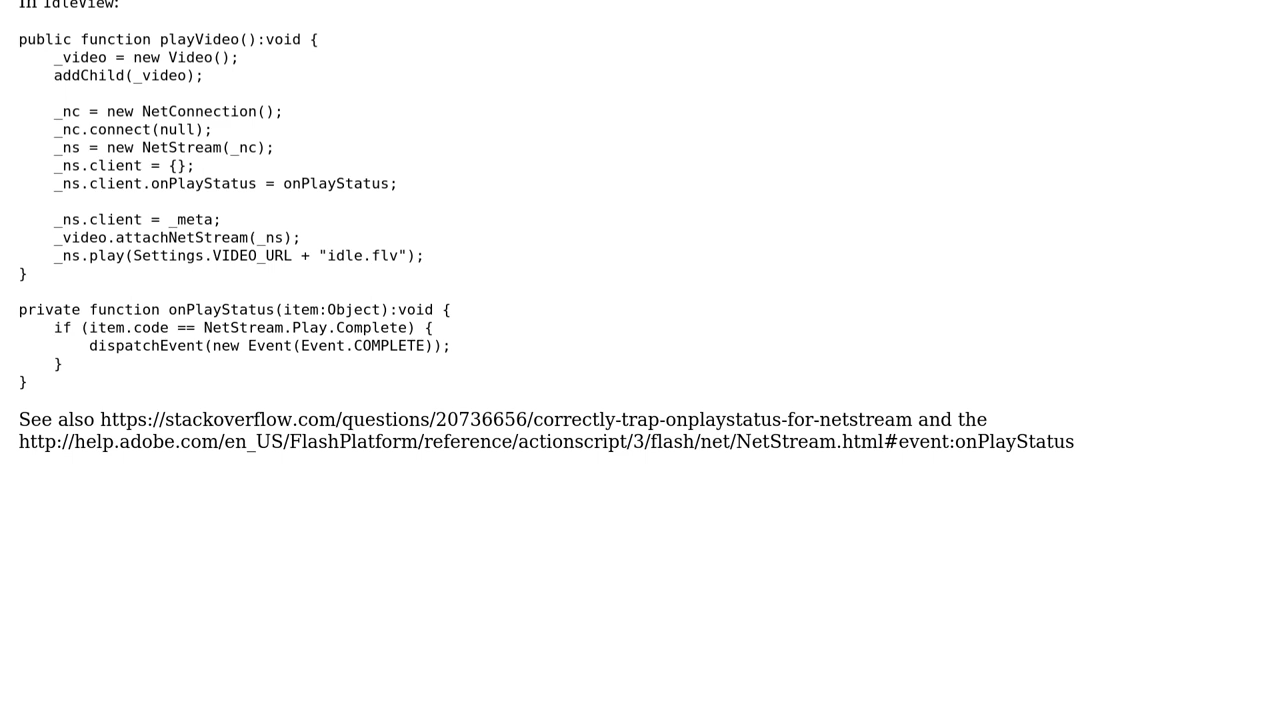 In IdleView:
public function playVideo():void {
    _video = new Video();
    addChild(_video);
    _nc = new NetConnection();
    _nc.connect(null);
    _ns = new NetStream(_nc);
    _ns.client = {};
    _ns.client.onPlayStatus = onPlayStatus;
    _ns.client = _meta;
    _video.attachNetStream(_ns);
    _ns.play(Settings.VIDEO_URL + "idle.flv");
}
private function onPlayStatus(item:Object):void {
    if (item.code == NetStream.Play.Complete) {
        dispatchEvent(new Event(Event.COMPLETE));
    }
}
See also https://stackoverflow.com/questions/20736656/correctly-trap-onplaystatus-for-netstream and the
http://help.adobe.com/en_US/FlashPlatform/reference/actionscript/3/flash/net/NetStream.html#event:onPlayStatus